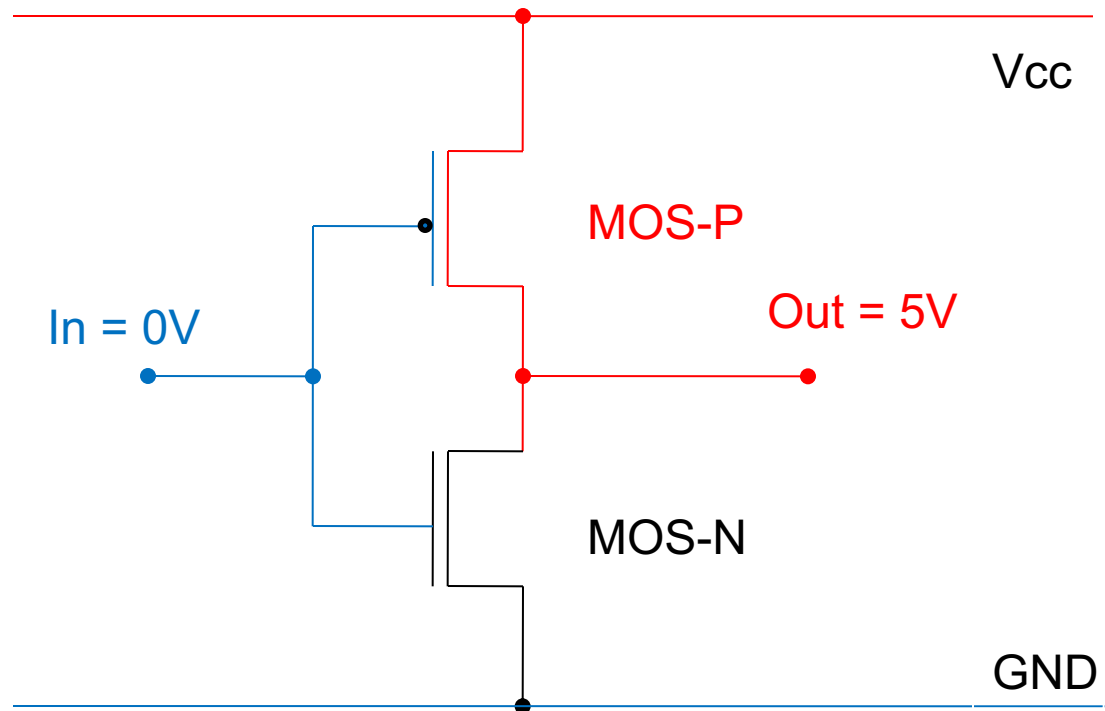 Vcc
MOS-P
Out = 5V
In = 0V
MOS-N
GND